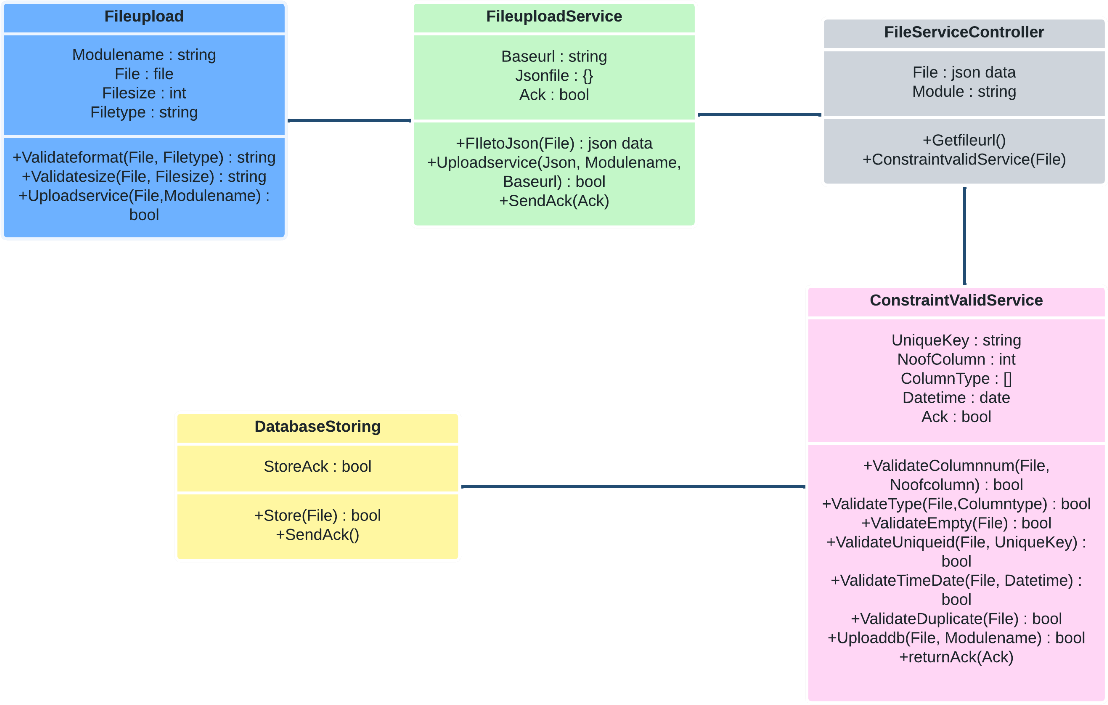 Fileupload
Modulename : string
File : file
Filesize : int
Filetype : string
+Validateformat(File, Filetype) : string
+Validatesize(File, Filesize) : string
+Uploadservice(File,Modulename) :
bool
FileuploadService
Baseurl : string
Jsonfile : {}
Ack : bool
+FIletoJson(File) : json data
+Uploadservice(Json, Modulename,
Baseurl) : bool
+SendAck(Ack)
FileServiceController
File : json data
Module : string
+Getfileurl()
+ConstraintvalidService(File)
ConstraintValidService
UniqueKey : string
NoofColumn : int
ColumnType : []
Datetime : date
Ack : bool
+ValidateColumnnum(File,
Noofcolumn) : bool
+ValidateType(File,Columntype) : bool
+ValidateEmpty(File) : bool
+ValidateUniqueid(File, UniqueKey) :
bool
+ValidateTimeDate(File, Datetime) :
bool
+ValidateDuplicate(File) : bool
+Uploaddb(File, Modulename) : bool
+returnAck(Ack)
DatabaseStoring
StoreAck : bool
+Store(File) : bool
+SendAck()